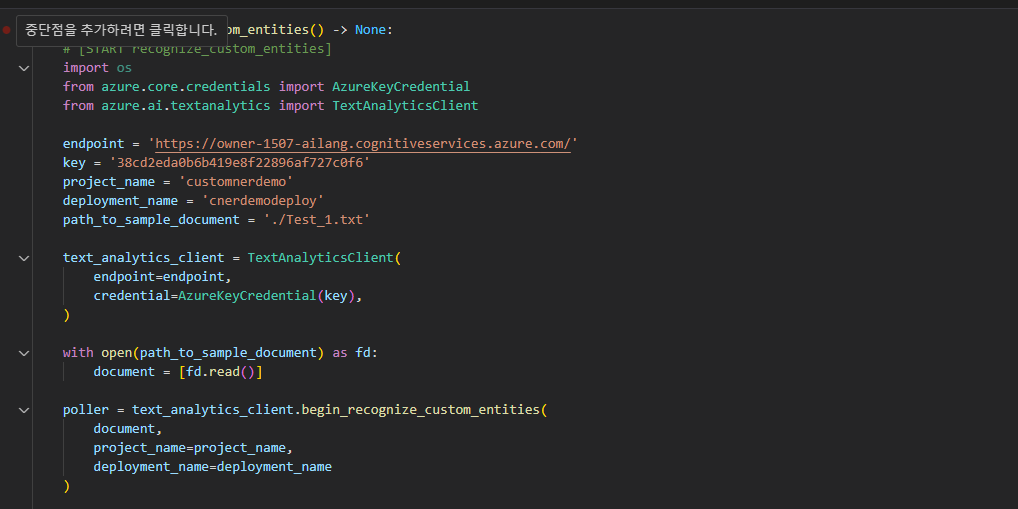 중단점을 추가하려면 클릭합니다.
om_entities() -> None:
# [START recognize_custom_entities]
import os
from azure.core.credentials import AzureKeyCredential
from azure.ai.textanalytics import TextAnalyticsClient
endpoint = 'https://owner-1507-ailang.cognitiveservices.azure.com/'
key = '38cd2eda0b6b419e8f22896af727c0f6'
project_name = 'customnerdemo'
deployment_name = 'cnerdemodeploy'
path_to_sample_document = './Test_1.txt'
text_analytics_client = TextAnalyticsClient(
endpoint=endpoint,
credential=AzureKeyCredential(key),
)
with open(path_to_sample_document) as fd:
document = [fd.read()]
poller = text_analytics_client.begin_recognize_custom_entities(
document,
project_name=project_name,
deployment_name=deployment_name
)